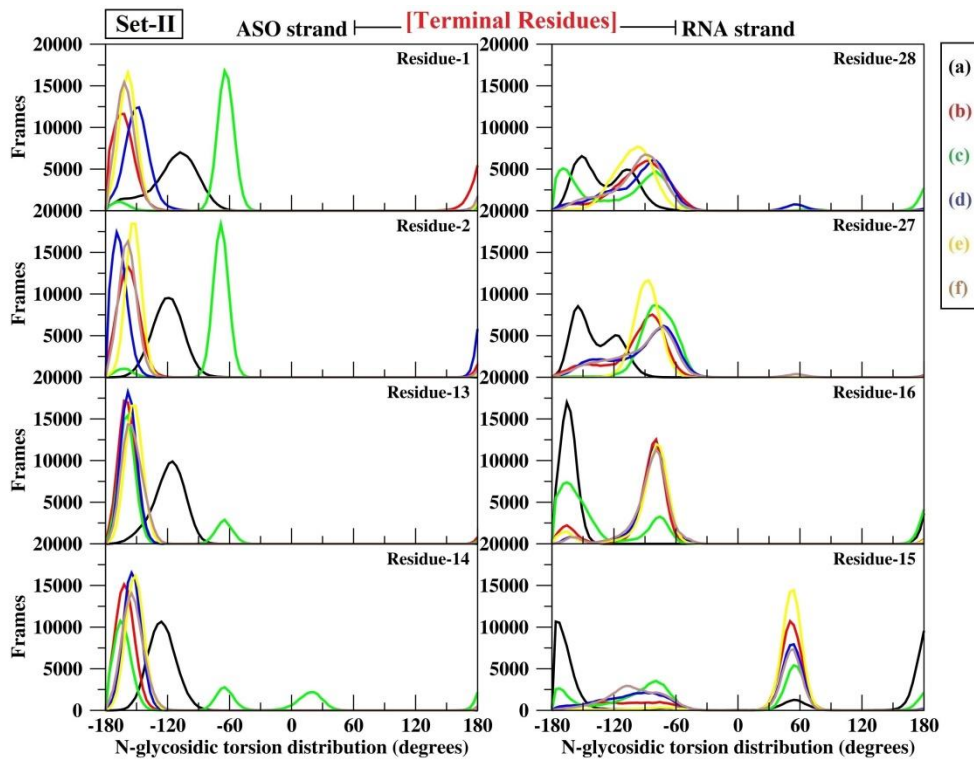 Set-II ASO strand [Terminal Residues] RNA strand
20000 Residue-1 Residue-28
15000
10000
5000
Frames
20000 Residue-2 20000 Residue-27
15000
10000
5000
Frames
20000 Residue-13 20000 Residue-16
15000
10000
5000
Frames
20000 Residue-14 20000 Residue-15
15000
10000
5000
0
Frames
-180 -120 -60 0 60 120 180 -180 -120 -60 0 60 120 180
N-glycosidic torsion distribution (degrees) N-glycosidic torsion distribution (degrees)
(a)
(b)
(c)
(d)
(e)
(f)